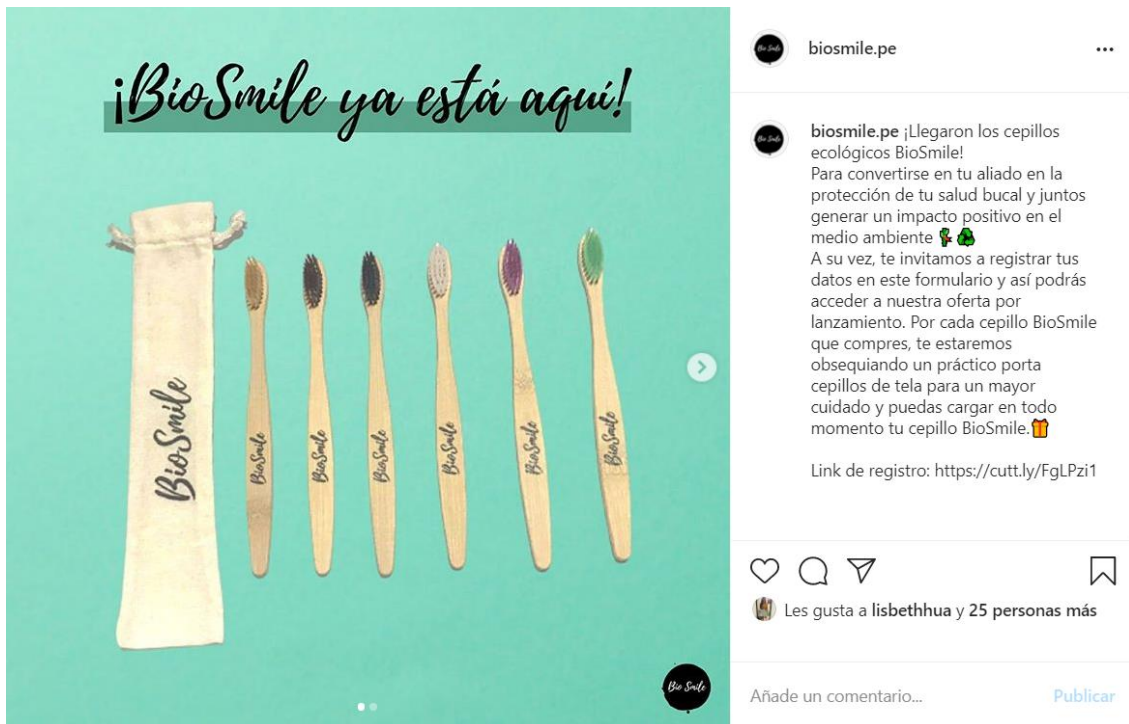 ¡BioSmile ya está aquí!
BioSmile
BioSmile
BioSmile
BioSmile
BioSmile
BioSmile
BioSmile
Bio Smile
Bio Smile
biosmile.pe
Bio Smile
biosmile.pe ¡Llegaron los cepillos
ecológicos BioSmile!
Para convertirse en tu aliado en la
protección de tu salud bucal y juntos
generar un impacto positivo en el
medio ambiente
A su vez, te invitamos a registrar tus
datos en este formulario y así podrás
acceder a nuestra oferta por
lanzamiento. Por cada cepillo BioSmile
que compres, te estaremos
obsequiando un práctico porta
cepillos de tela para un mayor
cuidado y puedas cargar en todo
momento tu cepillo BioSmile.
Link de registro: https://cutt.ly/FgLPzi1
Les gusta a lisbethhua y 25 personas más
Añade un comentario...
Publicar